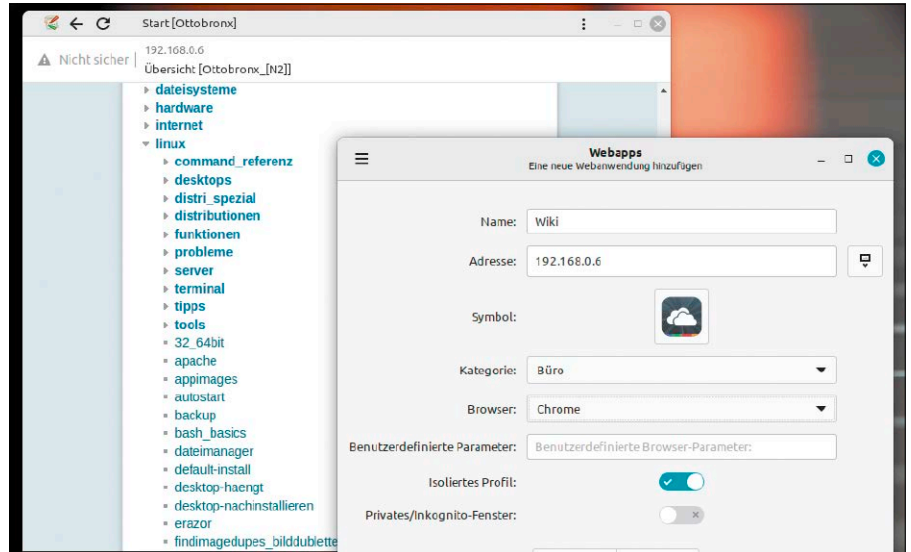 Start [Ottobronx]
Nicht sicher
192.168.0.6
Übersicht [Ottobronx_[N2]]
dateisysteme
hardware
internet
linux
command_referenz
desktops
distri_spezial
distributionen
funktionen
probleme
server
terminal
tipps
tools
32_64bit
apache
appimages
autostart
backup
bash_basics
dateimanager
default-install
desktop-haengt
desktop-nachinstallieren
erazor
findimagedupes_bilddublette
Webapps
Eine neue Webanwendung hinzufügen
Name: Wiki
Adresse: 192.168.0.6
Symbol:
Kategorie: Büro
Browser: Chrome
Benutzerdefinierte Parameter: Benutzerdefinierte Browser-Parameter:
Isoliertes Profil:
Privates/Inkognito-Fenster: